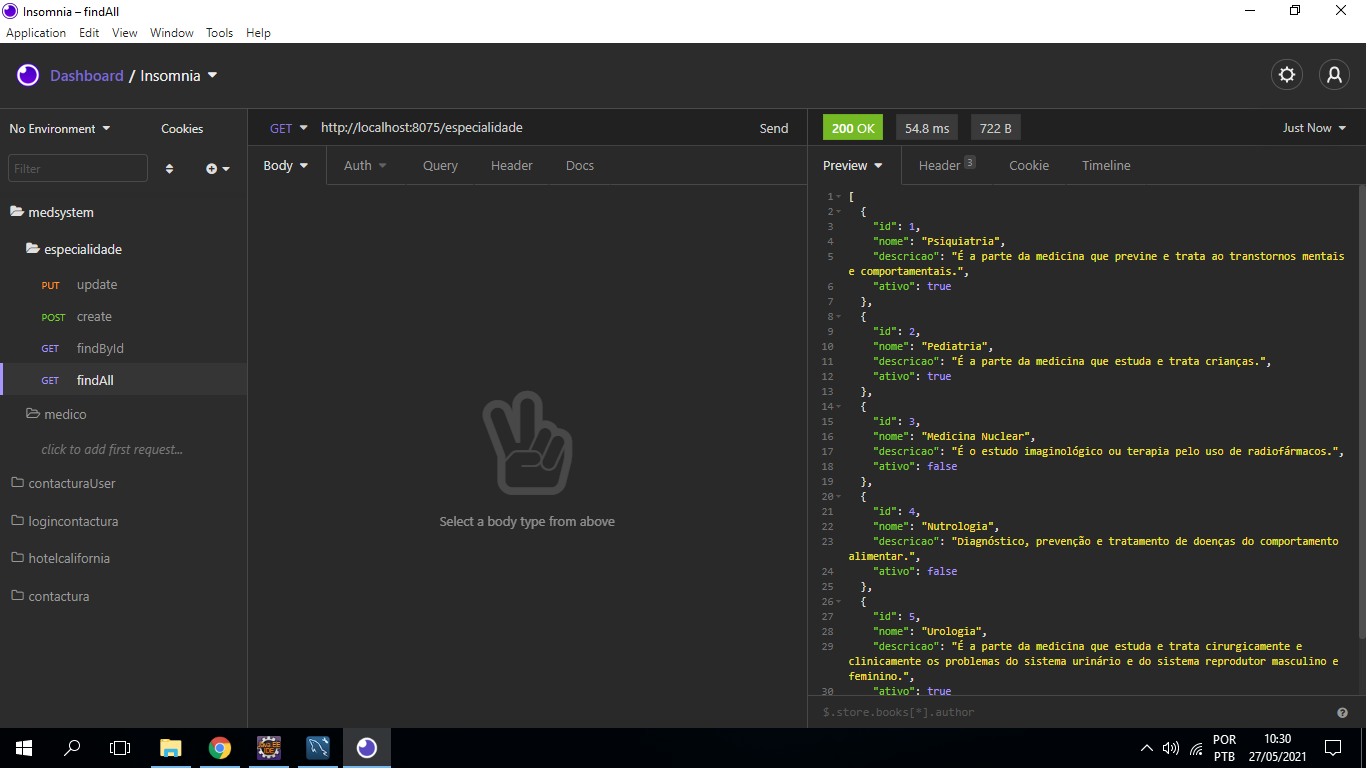 Insomnia – findAll
Application Edit View Window Tools Help
Dashboard / Insomnia
No Environment Cookies
GET http://localhost:8075/especialidade Send
200 OK 54.8 ms 722 B Just Now
Filter
Body Auth Query Header Docs
Preview Header 3 Cookie Timeline
medsystem
especialidade
PUT update
POST create
GET findById
GET findAll
medico
click to add first request...
contacturaUser
logincontactura
hotelcalifornia
contactura
Select a body type from above
1 [
2 {
3 "id": 1,
4 "nome": "Psiquiatria",
5 "descricao": "É a parte da medicina que previne e trata ao transtornos mentais
e comportamentais.",
6 "ativo": true
7 },
8 {
9 "id": 2,
10 "nome": "Pediatria",
11 "descricao": "É a parte da medicina que estuda e trata crianças.",
12 "ativo": true
13 },
14 {
15 "id": 3,
16 "nome": "Medicina Nuclear",
17 "descricao": "É o estudo imaginológico ou terapia pelo uso de radiofármacos.",
18 "ativo": false
19 },
20 {
21 "id": 4,
22 "nome": "Nutrologia",
23 "descricao": "Diagnóstico, prevenção e tratamento de doenças do comportamento
alimentar.",
24 "ativo": false
25 },
26 {
27 "id": 5,
28 "nome": "Urologia",
29 "descricao": "É a parte da medicina que estuda e trata cirurgicamente e
clinicamente os problemas do sistema urinário e do sistema reprodutor masculino e
feminino.",
30 "ativo": true
$.store.books[*].author
POR
PTB
10:30
27/05/2021